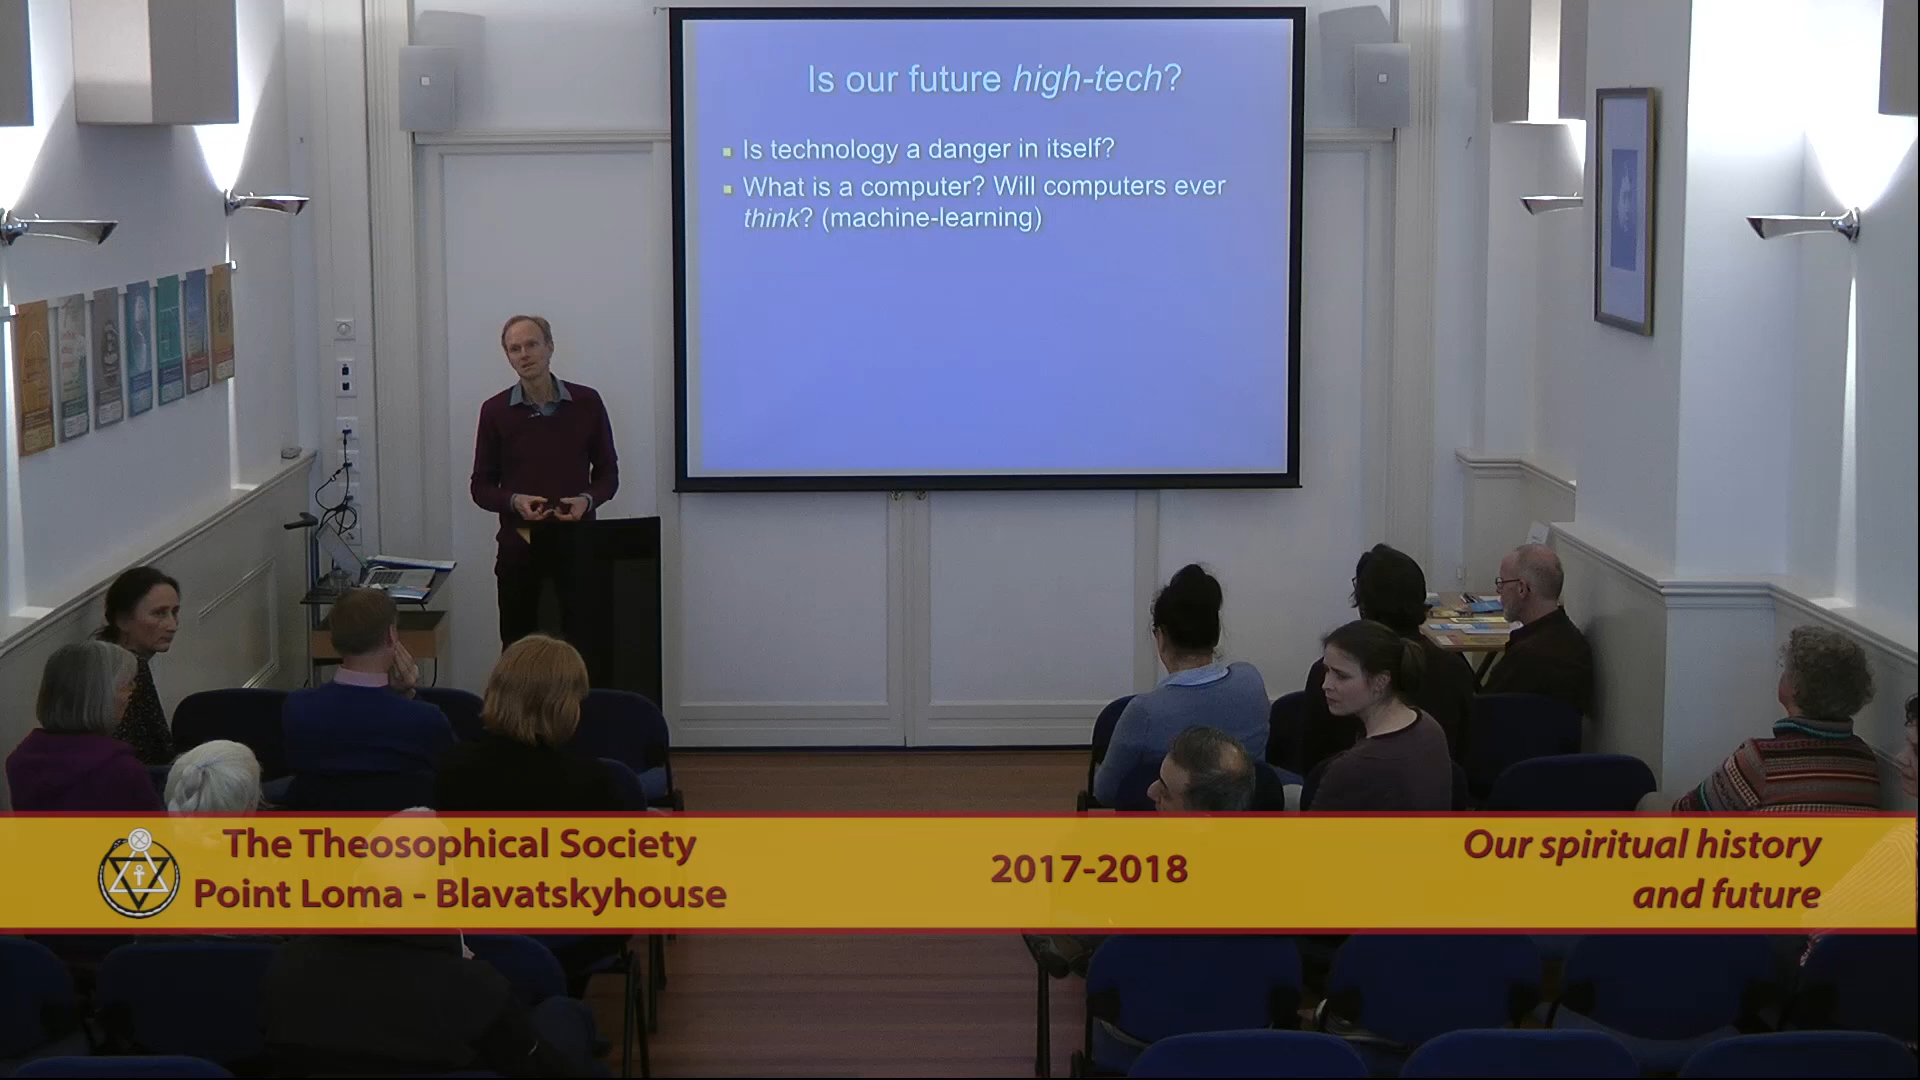 Is our future high-tech?
Is technology a danger in itself?
What is a computer? Will computers ever
think? (machine-learning)
The Theosophical Society
Point Loma - Blavatskyhouse
2017-2018
Our spiritual history
and future